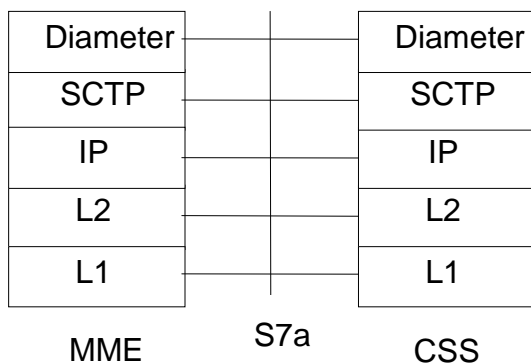 Diameter Diameter
SCTP SCTP
IP IP
L2 L2
L1 L1
MME S7a CSS